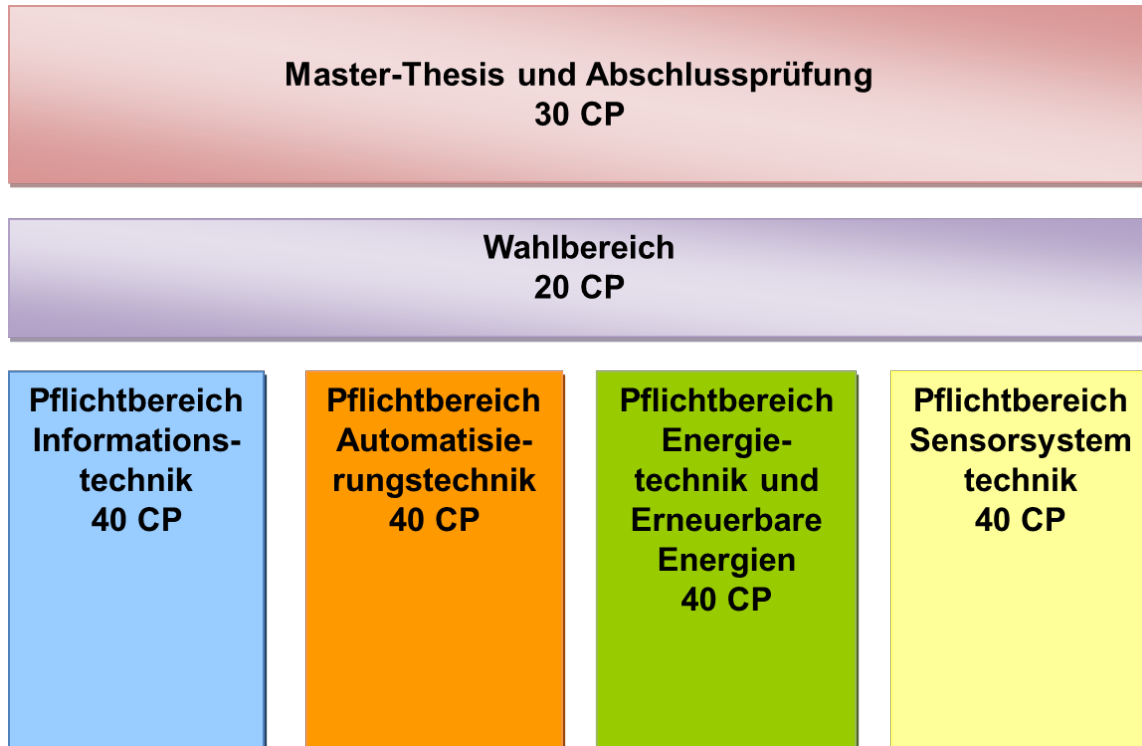 Master-Thesis und Abschlussprüfung
30 CP
Wahlbereich
20 CP
Pflichtbereich
Informations-
technik
40 CP
Pflichtbereich
Automatisie-
rungstechnik
40 CP
Pflichtbereich
Energie-
technik und
Erneuerbare
Energien
40 CP
Pflichtbereich
Sensorsystem
technik
40 CP